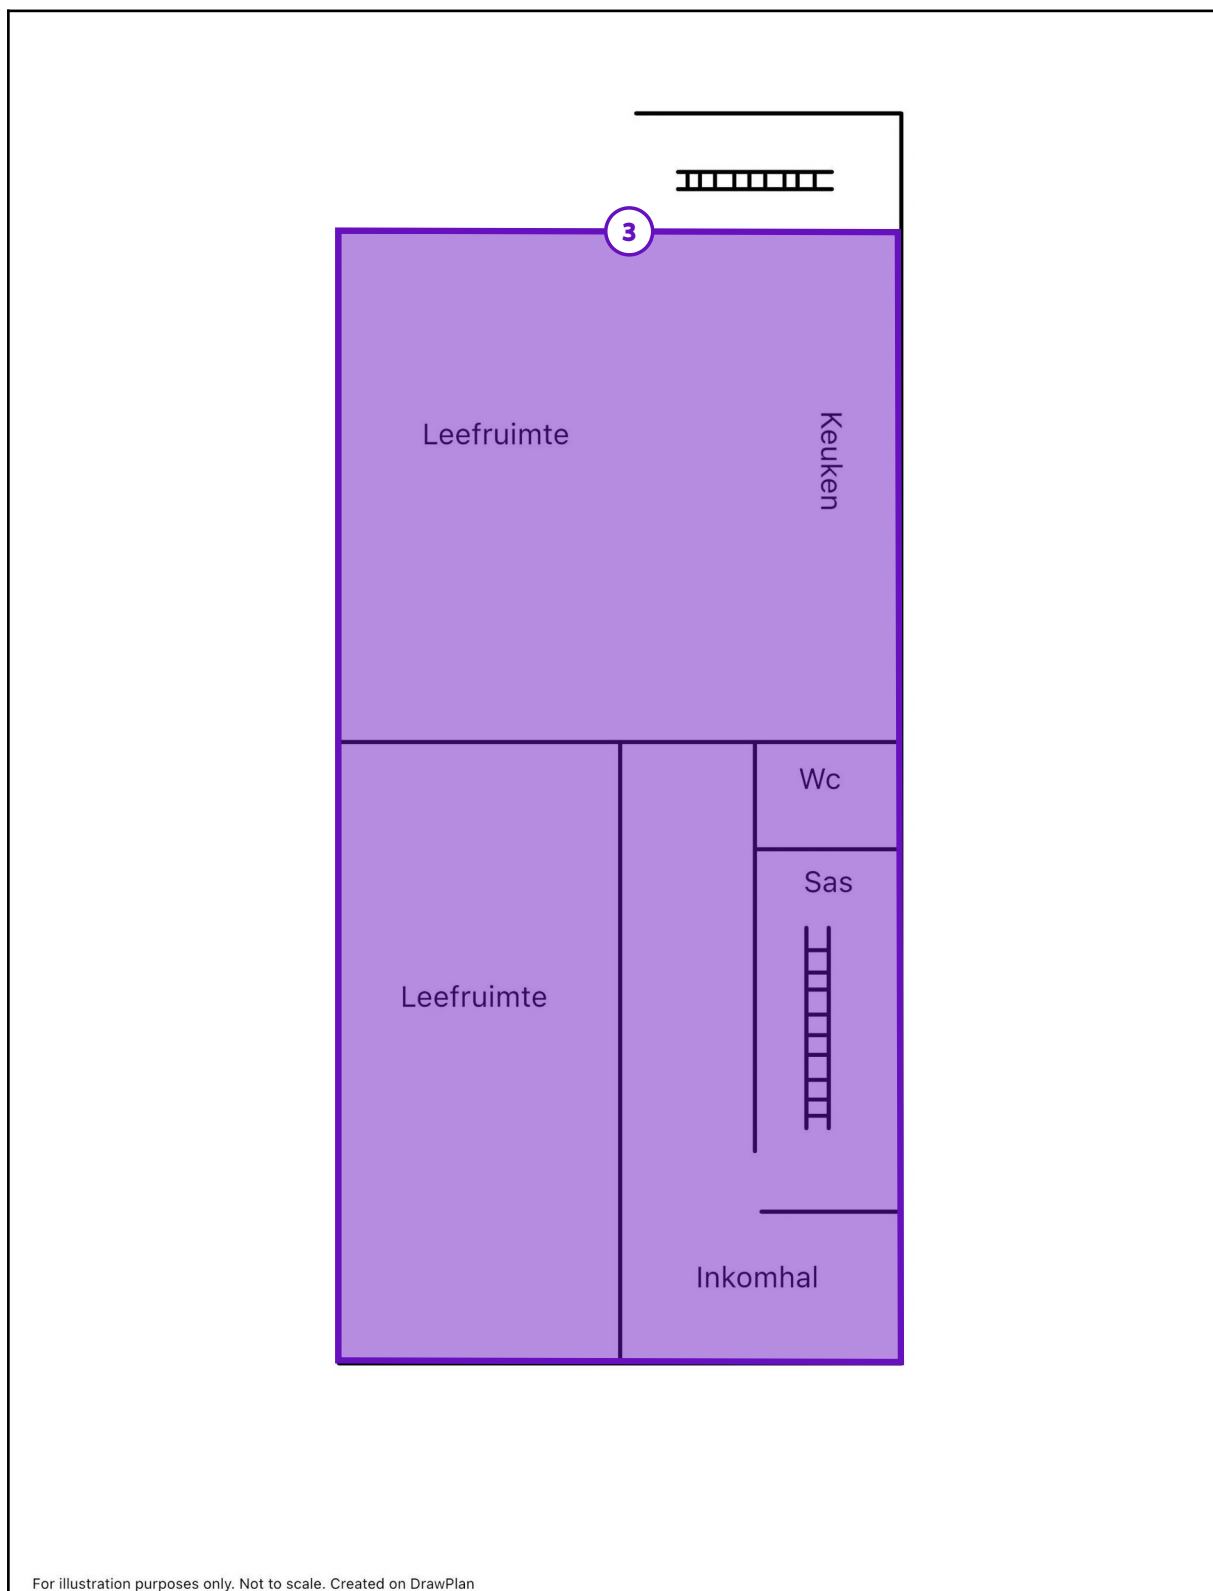 3
Leefruimte
Keuken
Wc
Sas
Leefruimte
Inkomhal
For illustration purposes only. Not to scale. Created on DrawPlan